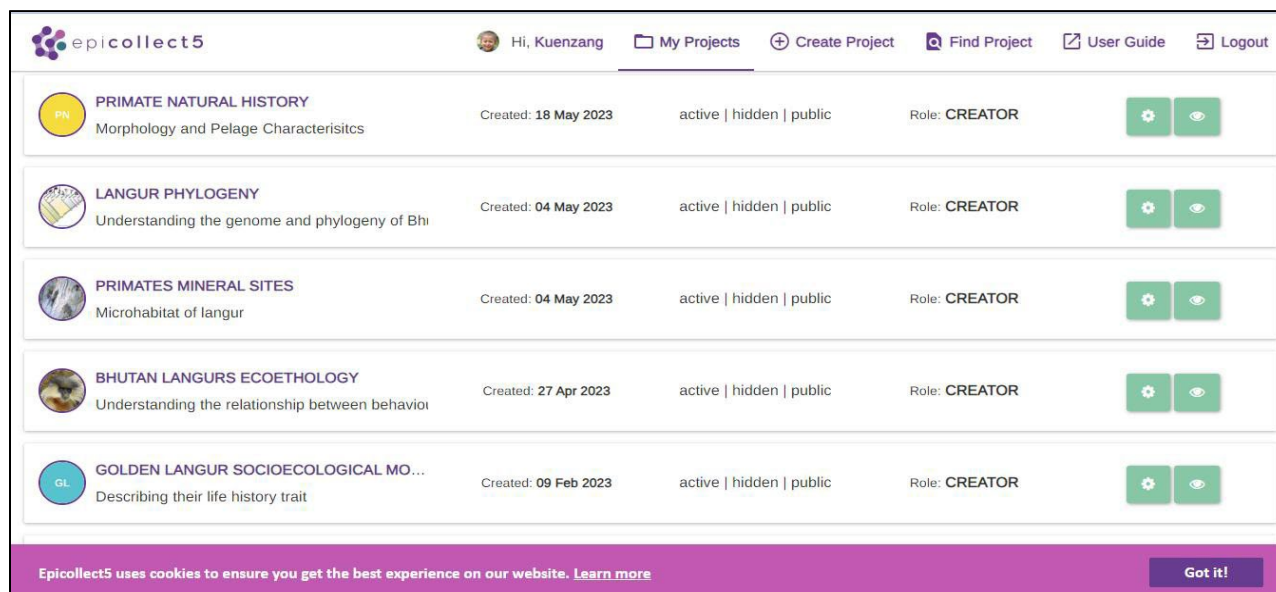 epicollect5
Hi, Kuenzang
My Projects
Create Project
Find Project
User Guide
Logout
PN
PRIMATE NATURAL HISTORY
Morphology and Pelage Characterisitcs
Created: 18 May 2023
active | hidden | public
Role: CREATOR
LANGUR PHYLOGENY
Understanding the genome and phylogeny of Bhu
Created: 04 May 2023
active | hidden | public
Role: CREATOR
PRIMATES MINERAL SITES
Microhabitat of langur
Created: 04 May 2023
active | hidden | public
Role: CREATOR
BHUTAN LANGURS ECOETHOLOGY
Understanding the relationship between behaviou
Created: 27 Apr 2023
active | hidden | public
Role: CREATOR
GL
GOLDEN LANGUR SOCIOECOLOGICAL MO...
Describing their life history trait
Created: 09 Feb 2023
active | hidden | public
Role: CREATOR
Epicollect5 uses cookies to ensure you get the best experience on our website. Learn more
Got it!